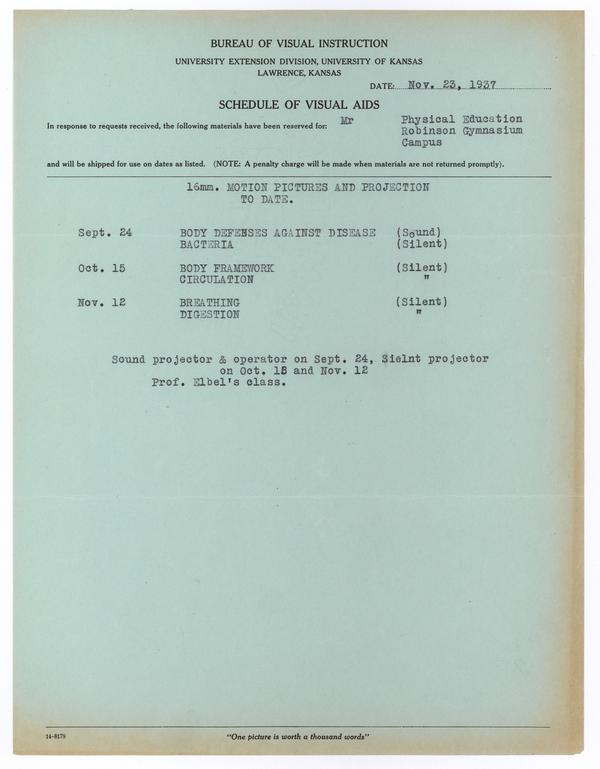 BUREAU OF VISUAL INSTRUCTION
UNIVERSITY EXTENSION DIVISION, UNIVERSITY OF KANSAS
LAWRENCE, KANSAS
DATE: Nov. 23, 1937
SCHEDULE OF VISUAL AIDS
In response to requests received, the following materials have been reserved for: Mr Physical Education
Robinson Gymnasium
Campus
and will be shipped for use on dates as listed. (NOTE: A penalty charge will be made when materials are not returned promptly).
16mm. MOTION PICTURES AND PROJECTION
TO DATE.
Sept. 24 BODY DEFENSES AGAINST DISEASE (Sound)
BACTERIA (Silent)
Oct. 15 BODY FRAMEWORK (Silent)
CIRCULATION "
Nov. 12 BREATHING (Silent)
DIGESTION "
Sound projector & operator on Sept. 24, Sielnt projector
on Oct. 15 and Nov. 12
Prof. Elbel's class.
14-8179 "One picture is worth a thousand words"